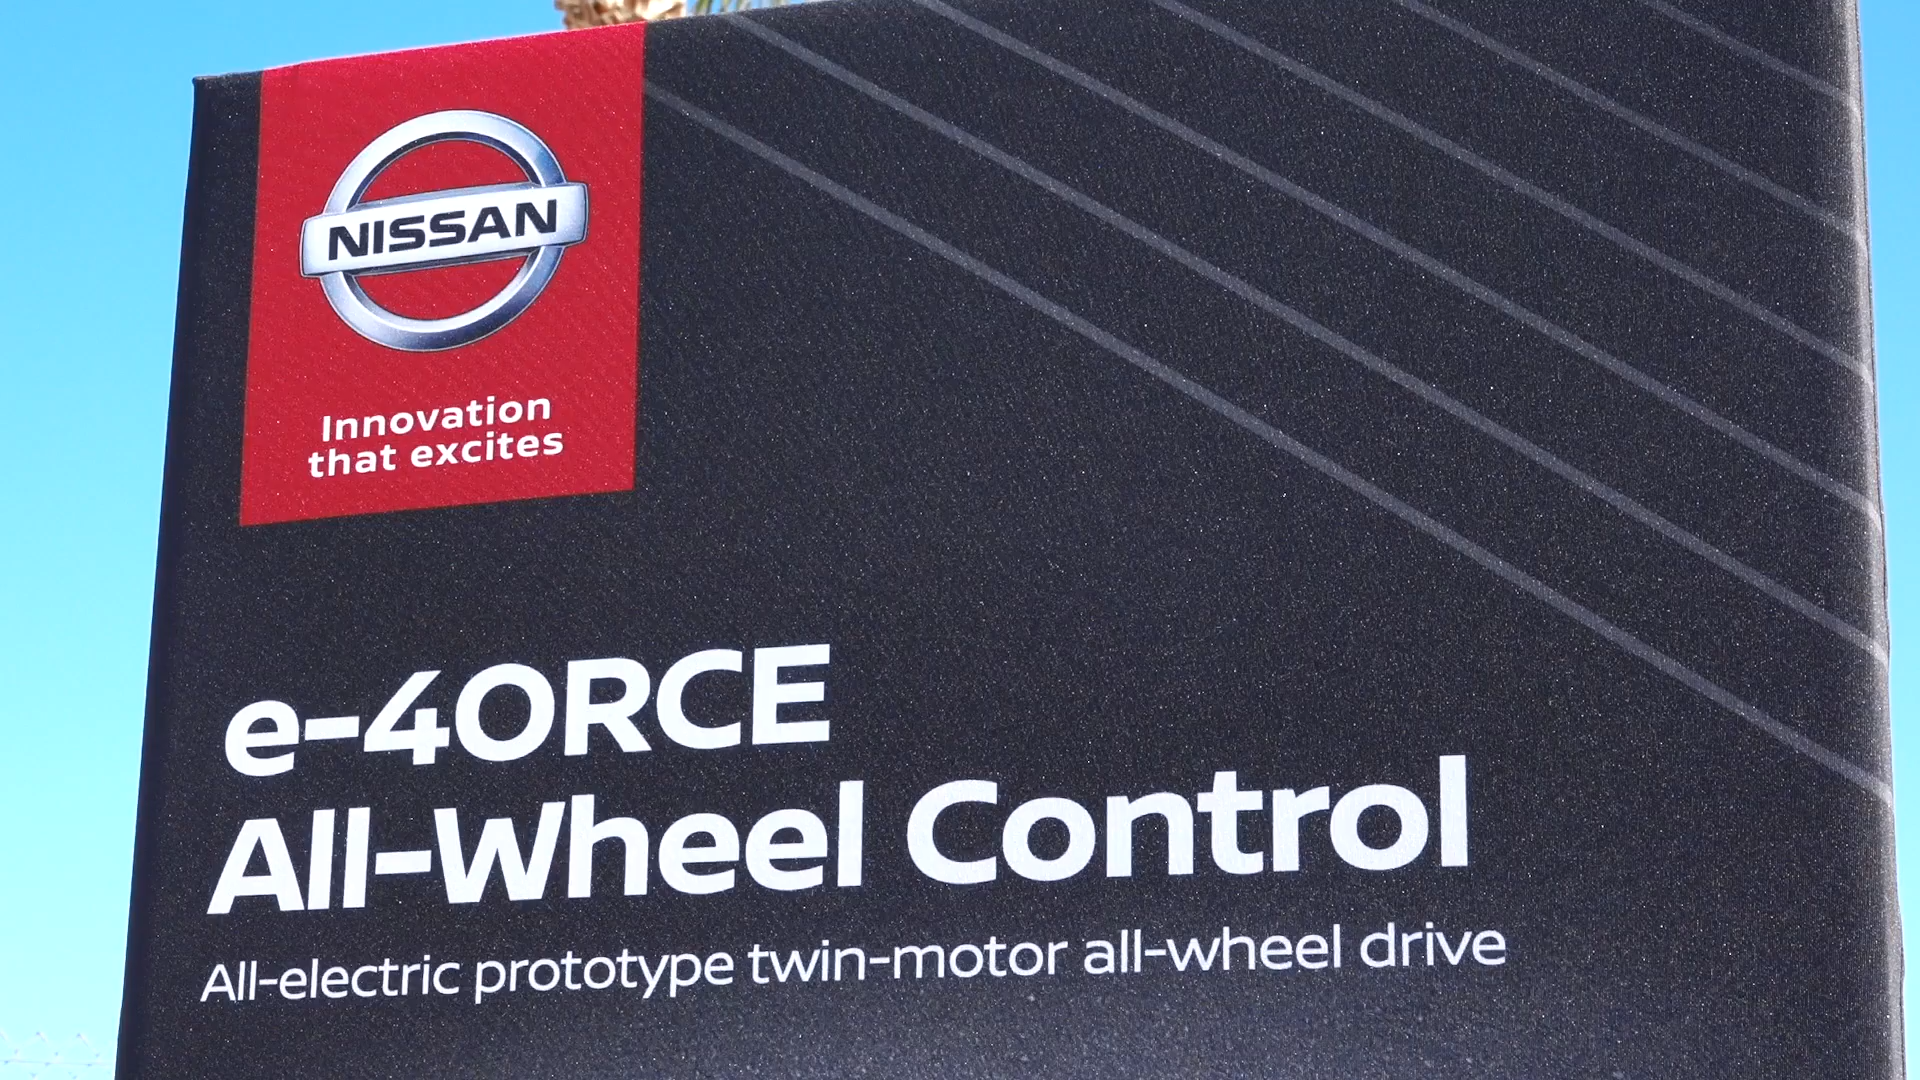 NISSAN
Innovation
that excites
e-4ORCE
All-Wheel Control
All-electric prototype twin-motor all-wheel drive